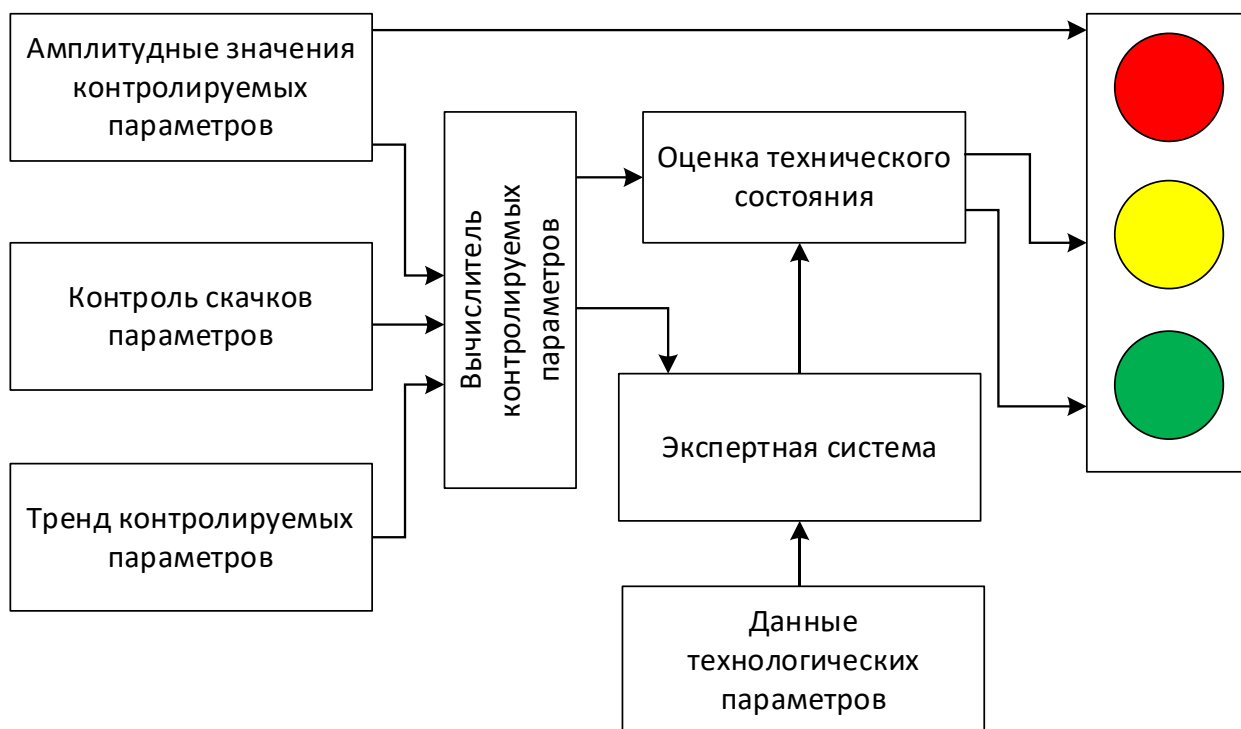 Амплитудные значения
контролируемых
параметров
Контроль скачков
параметров
Тренд контролируемых
параметров
Вычислитель
контролируемых
параметров
Оценка технического
состояния
Экспертная система
Данные
технологических
параметров